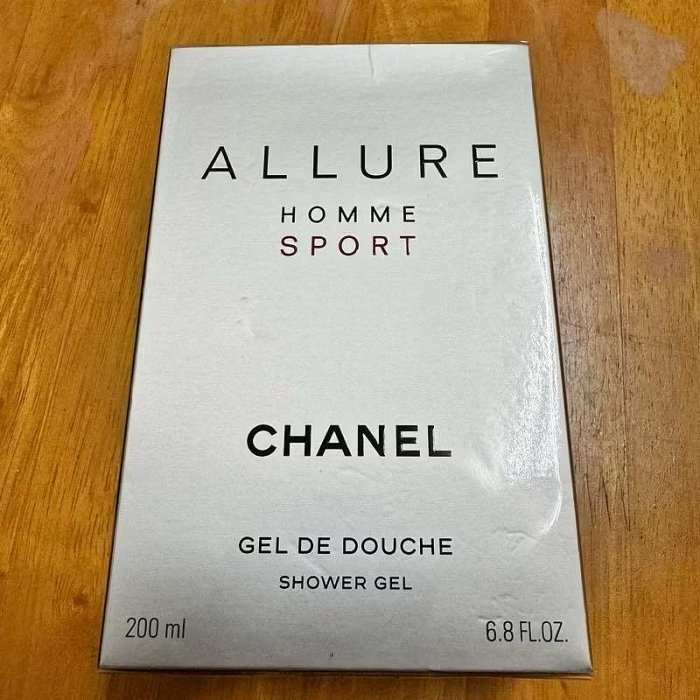 ALLURE
HOMME
SPORT
CHANEL
GEL DE DOUCHE
SHOWER GEL
200 ml 6.8 FL.OZ.